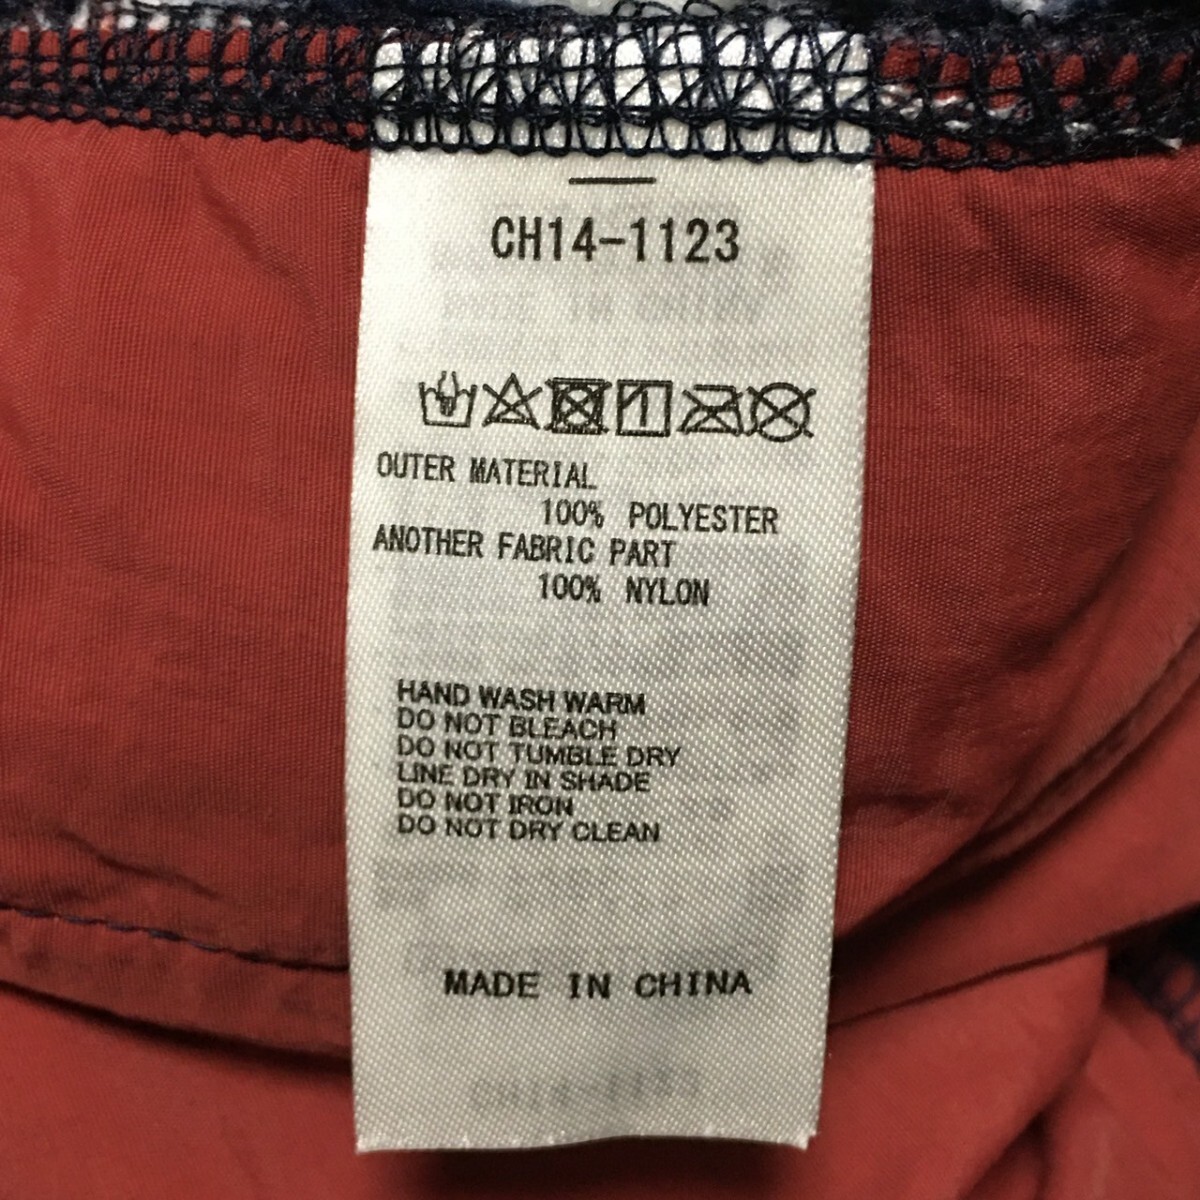 CH14-1123
OUTER MATERIAL
100% POLYESTER
ANOTHER FABRIC PART
100% NYLON
HAND WASH WARM
DO NOT BLEACH
DO NOT TUMBLE DRY
LINE DRY IN SHADE
DO NOT IRON
DO NOT DRY CLEAN
MADE IN CHINA